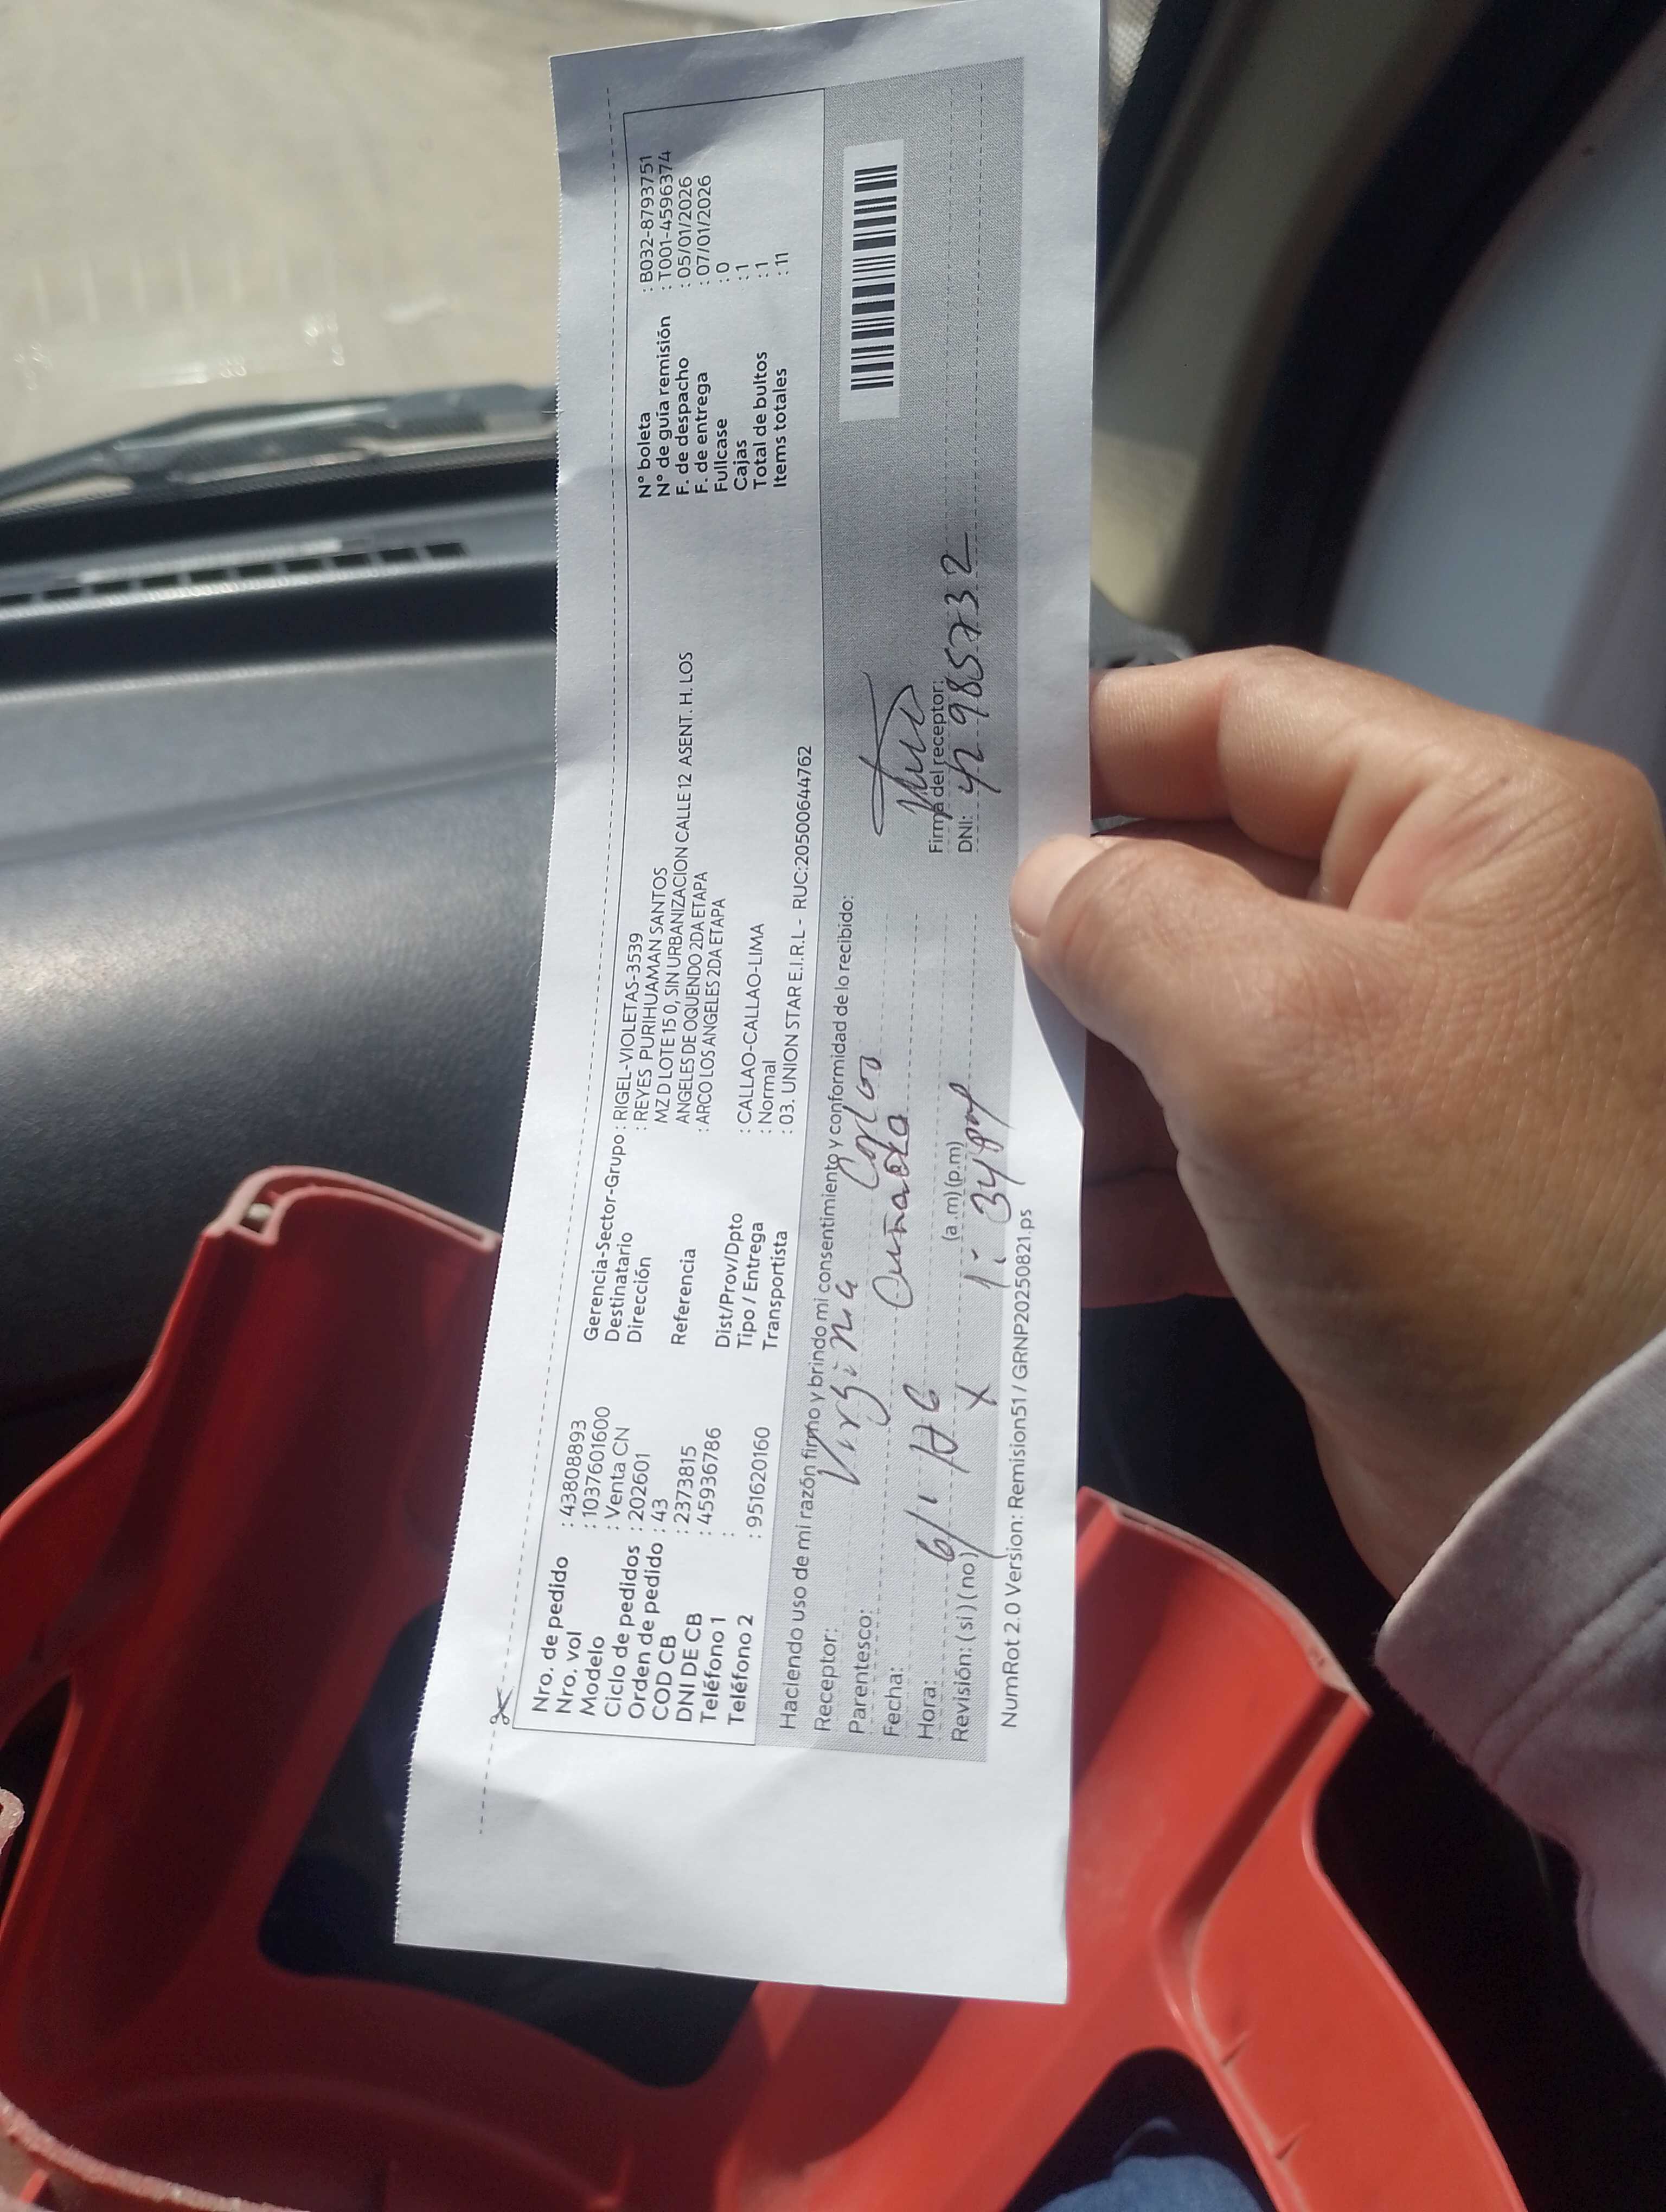 Nro. de pedido : 43808893
Nro. vol : 1037601600
Modelo : Venta CN
Ciclo de pedidos : 202601
Orden de pedido : 43
COD CB : 2373815
DNI DE CB : 45936786
Teléfono 1 :
Teléfono 2 : 951620160
Gerencia-Sector-Grupo : RIGEL-VIOLETAS-3539
Destinatario : REYES PURIHUAMAN SANTOS
Dirección MZ D LOTE 15 0, SIN URBANIZACION CALLE 12 ASENT. H. LOS
ANGELES DE OQUENDO 2DA ETAPA
Referencia : ARCO LOS ANGELES 2DA ETAPA
Dist/Prov/Dpto : CALLAO-CALLAO-LIMA
Tipo / Entrega : Normal
Transportista : 03. UNION STAR E.I.R.L - RUC:20500644762
N° boleta : B032-8793751
N° de guía remisión : T001-4596374
F. de despacho : 05/01/2026
F. de entrega : 07/01/2026
Fullcase : 0
Cajas : 1
Total de bultos : 1
Items totales : 11
Haciendo uso de mi razón firmo y brindo mi consentimiento y conformidad de lo recibido:
Receptor: Virginia
Parentesco: Cuñada
Fecha: 6/1
Hora: (a.m) (p.m) 1:34 pm
Revisión: (si) (no) X
Firma del receptor:
DNI: 42985732
NumRot 2.0 Version: Remision51 / GRNP20250821.ps